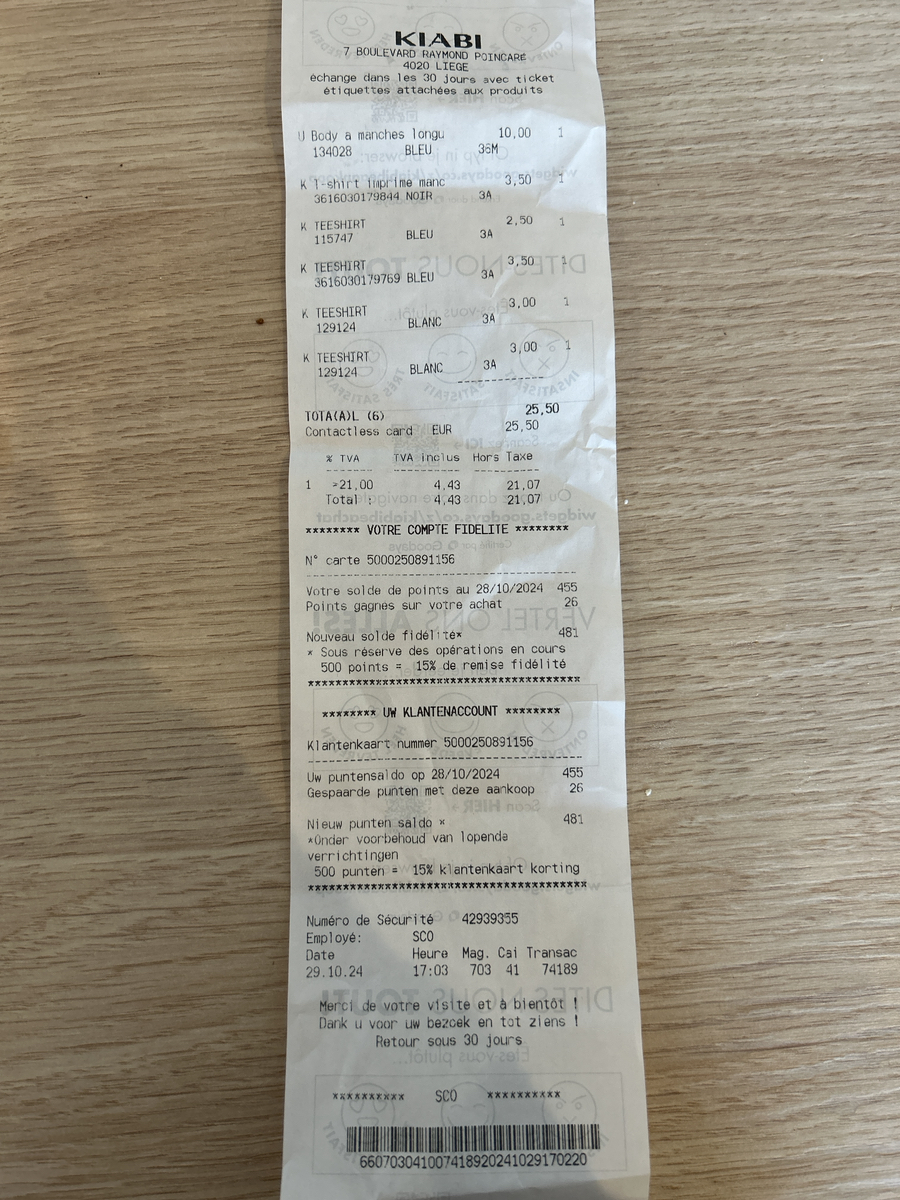 KIABI
7 BOULEVARD RAYMOND POINCARE
4020 LIEGE
échange dans les 30 jours avec ticket
étiquettes attachées aux produits
U Body a manches longu 10,00 1
134028 BLEU 36M
K T-shirt imprime manc 3,50 1
3616030179844 NOIR 3A
K TEESHIRT 2,50 1
115747 BLEU 3A
K TEESHIRT 3,50 1
3616030179769 BLEU 3A
K TEESHIRT 3,00 1
129124 BLANC 3A
K TEESHIRT 3,00 1
129124 BLANC 3A
----------------
TOTA(A)L (6) 25,50
Contactless card EUR 25,50
% TVA TVA inclus Hors Taxe
------- ---------- ---------
1 >21,00 4,43 21,07
Total : 4,43 21,07
******** VOTRE COMPTE FIDELITE ********
N° carte 5000250891156
----------------------------------------
Votre solde de points au 28/10/2024 455
Points gagnes sur votre achat 26
Nouveau solde fidélité* 481
* Sous réserve des opérations en cours
500 points = 15% de remise fidélité
****************************************
******** UW KLANTENACCOUNT ********
Klantenkaart nummer 5000250891156
----------------------------------------
Uw puntensaldo op 28/10/2024 455
Gespaarde punten met deze aankoop 26
Nieuw punten saldo * 481
*Onder voorbehoud van lopende
verrichtingen
500 punten = 15% klantenkaart korting
****************************************
Numéro de Sécurité 42939355
Employé: SCO
Date Heure Mag. Cai Transac
29.10.24 17:03 703 41 74189
Merci de votre visite et à bientôt !
Dank u voor uw bezoek en tot ziens !
Retour sous 30 jours
********** SCO **********
660703041007418920241029170220